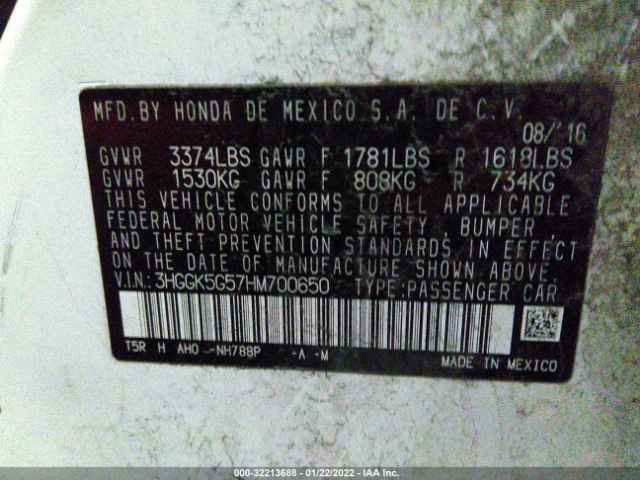 MFD. BY HONDA DE MEXICO S.A. DE C.V.
08/'16
GVWR 3374LBS GAWR F 1781LBS R 1618LBS
GVWR 1530KG GAWR F 808KG R 734KG
THIS VEHICLE CONFORMS TO ALL APPLICABLE
FEDERAL MOTOR VEHICLE SAFETY, BUMPER,
AND THEFT PREVENTION STANDARDS IN EFFECT
ON THE DATE OF MANUFACTURE SHOWN ABOVE.
V.I.N.: 3HGGK5G57HM700650 TYPE:PASSENGER CAR
T5R H AHO -NH788P -A -M
MADE IN MEXICO
000-32213688 - 01/22/2022 - IAA Inc.